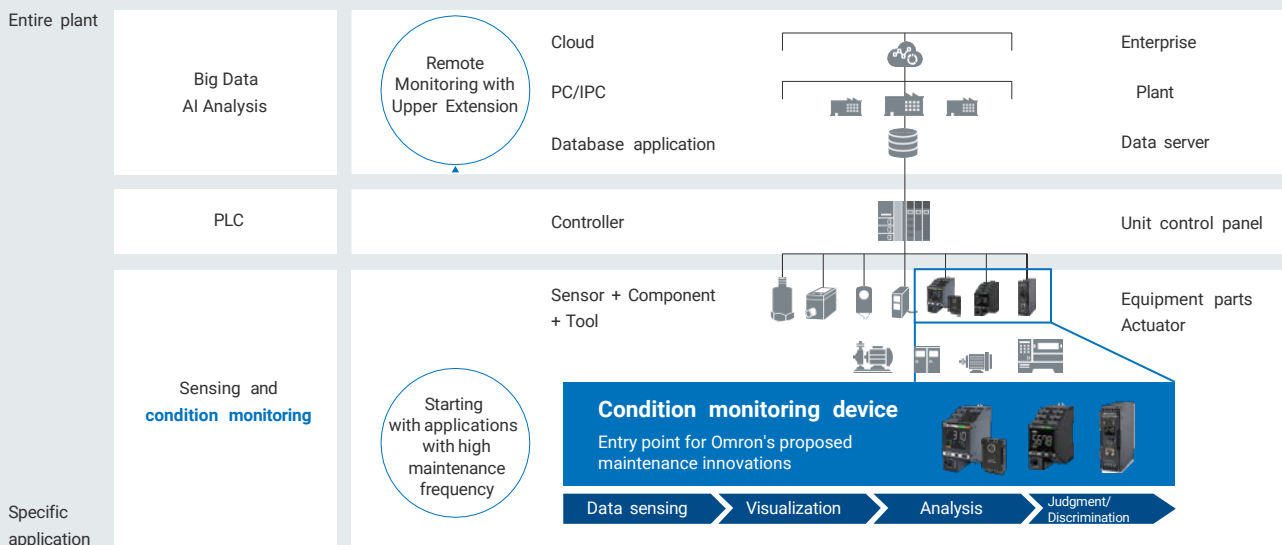 Entire plant
Big Data
AI Analysis
Remote
Monitoring with
Upper Extension
Cloud
Enterprise
PC/IPC
Plant
Database application
Data server
PLC
Controller
Unit control panel
Sensor + Component
+ Tool
Equipment parts
Actuator
Sensing and
condition monitoring
Starting
with applications
with high
maintenance
frequency
Condition monitoring device
Entry point for Omron's proposed
maintenance innovations
Data sensing
Visualization
Analysis
Judgment/
Discrimination
Specific
application